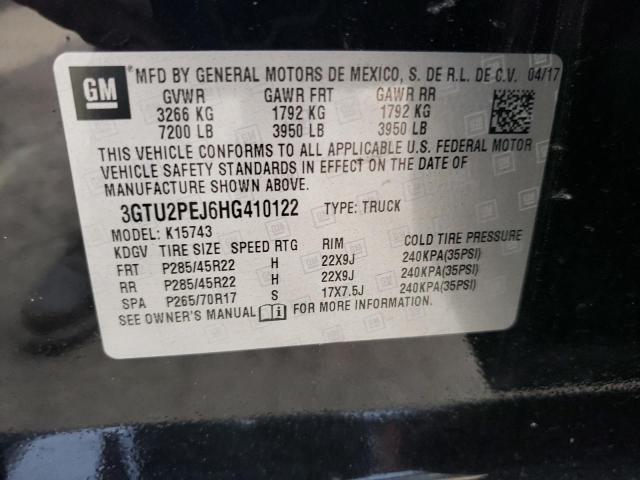 GM MFD BY GENERAL MOTORS DE MEXICO, S. DE R.L. DE C.V. 04/17
GVWR GAWR FRT GAWR RR
3266 KG 1792 KG 1792 KG
7200 LB 3950 LB 3950 LB
THIS VEHICLE CONFORMS TO ALL APPLICABLE U.S. FEDERAL MOTOR
VEHICLE SAFETY STANDARDS IN EFFECT ON THE DATE OF
MANUFACTURE SHOWN ABOVE.
3GTU2PEJ6HG410122 TYPE: TRUCK
MODEL: K15743
KDGV TIRE SIZE SPEED RTG RIM COLD TIRE PRESSURE
FRT P285/45R22 H 22X9J 240KPA(35PSI)
RR P285/45R22 H 22X9J 240KPA(35PSI)
SPA P265/70R17 S 17X7.5J 240KPA(35PSI)
SEE OWNER'S MANUAL FOR MORE INFORMATION.